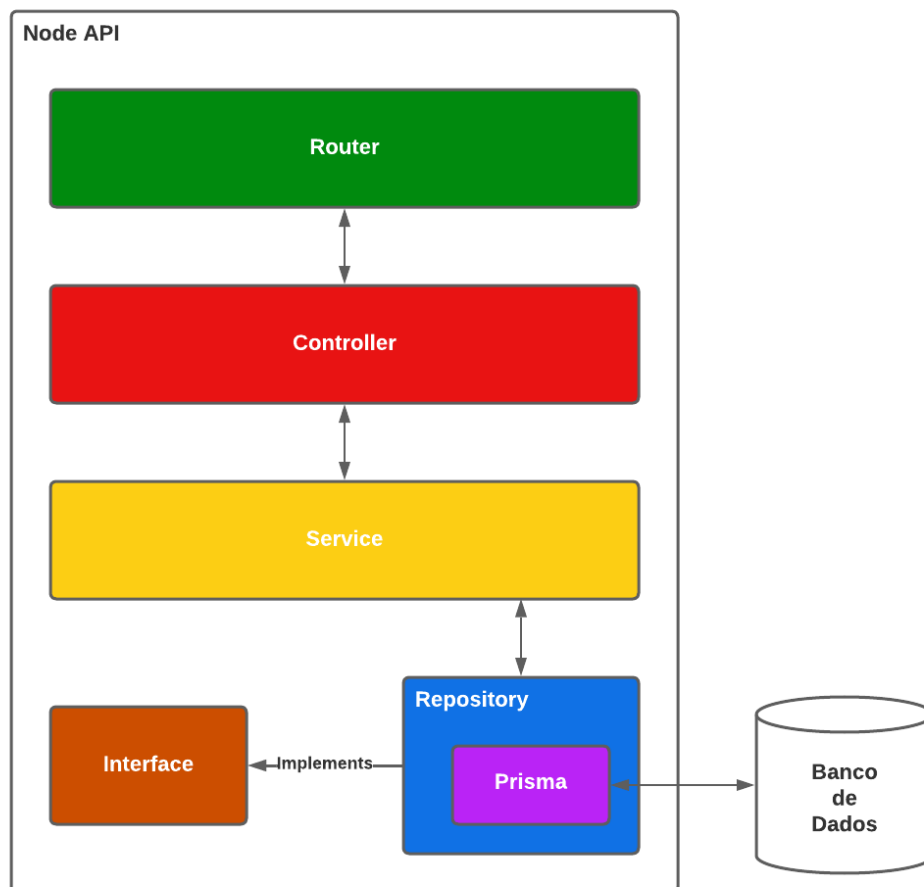 Node API
Router
Controller
Service
Repository
Interface
Implements
Prisma
Banco
de
Dados